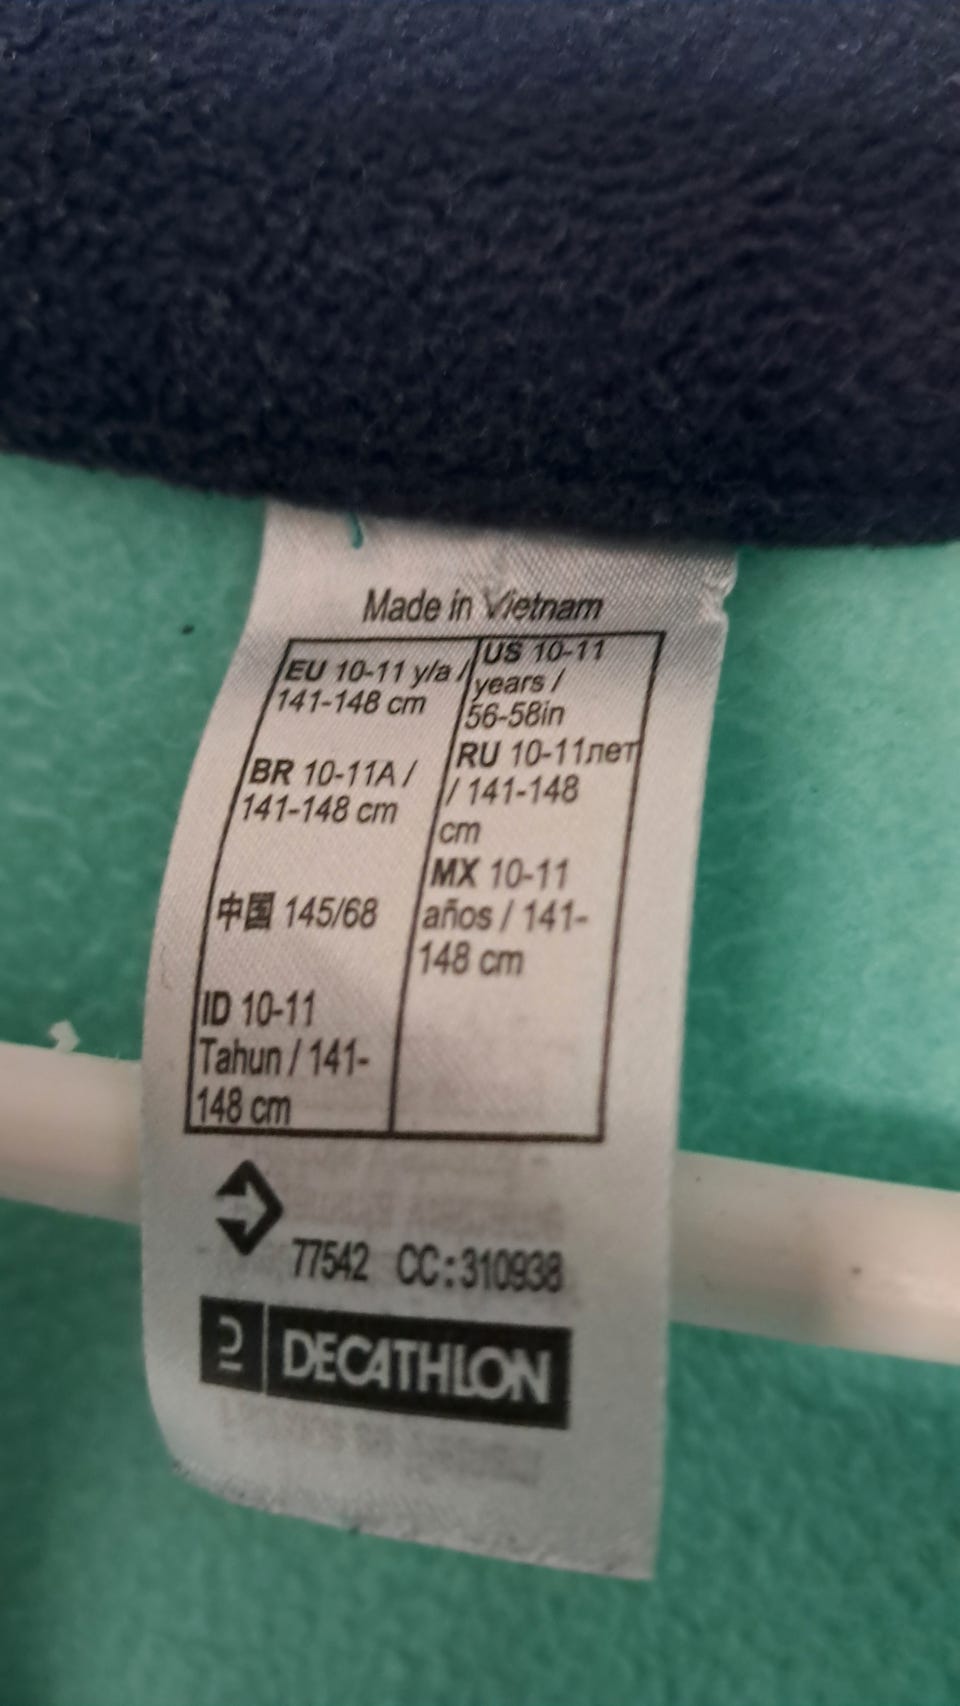 Made in Vietnam
EU 10-11 y/a /
141-148 cm
BR 10-11A /
141-148 cm
中国 145/68
ID 10-11
Tahun / 141-
148 cm
US 10-11
years /
56-58in
RU 10-11лет
/ 141-148
cm
MX 10-11
años / 141-
148 cm
77542 CC:310938
DECATHLON